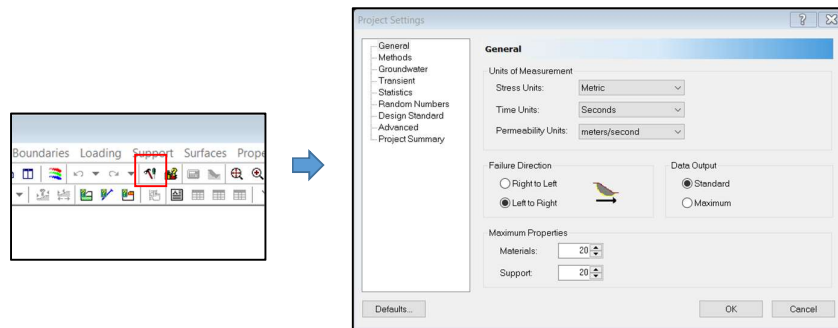 Boundaries Loading Support Surfaces
Project Settings
General
Methods
Groundwater
Transient
Statistics
Random Numbers
Design Standard
Advanced
Project Summary
General
Units of Measurement
Stress Units: Metric
Time Units: Seconds
Permeability Units: meters/second
Failure Direction
Right to Left
Left to Right
Data Output
Standard
Maximum
Maximum Properties
Materials: 20
Support: 20
Defaults...
OK Cancel